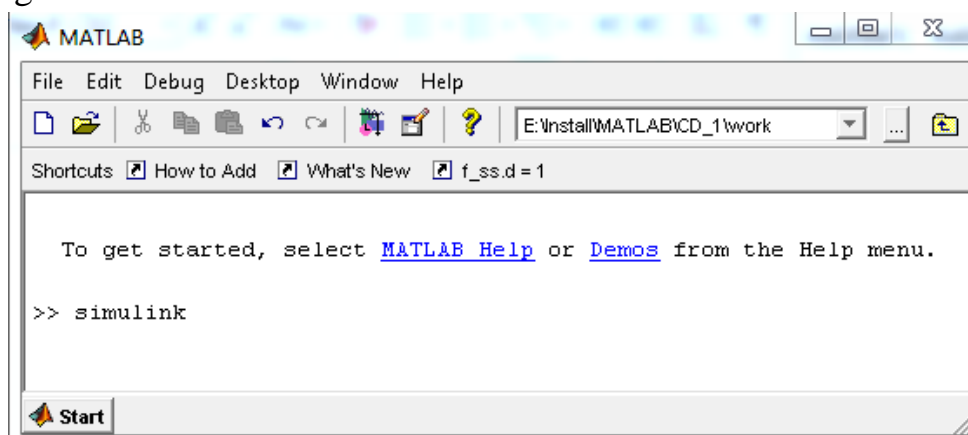 MATLAB
File Edit Debug Desktop Window Help
E:\Install\MATLAB\CD_1\work ...
Shortcuts How to Add What's New f_ss.d = 1
To get started, select MATLAB Help or Demos from the Help menu.
>> simulink
Start